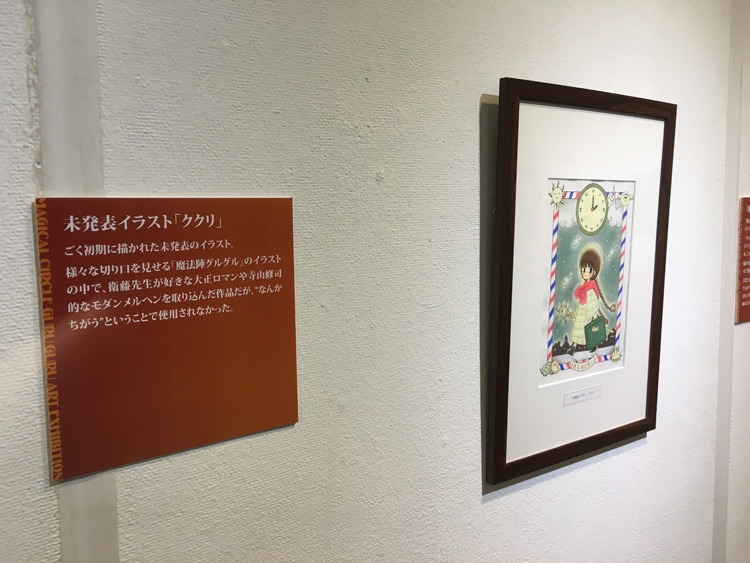 未発表イラスト「ククリ」
ごく初期に描かれた未発表のイラスト。
様々な切り口を見せる「魔法陣グルグル」のイラスト
の中で、衛藤先生が好きな大正ロマンや寺山修司
的なモダンメルヘンを取り込んだ作品だが、“なんか
ちがう”ということで使用されなかった。
MAGICAL CIRCLE GURU GURU ART EXHIBITION